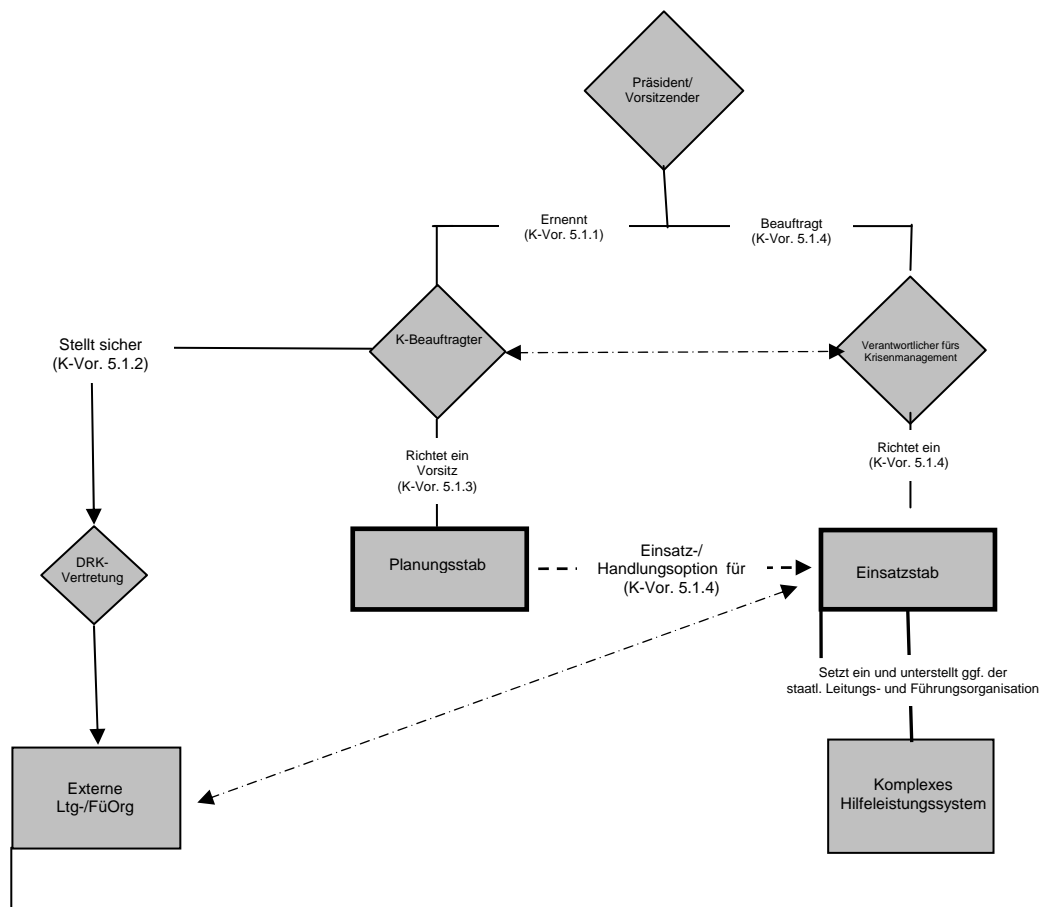 Präsident/
Vorsitzender
Ernennt
(K-Vor. 5.1.1)
Beauftragt
(K-Vor. 5.1.4)
Stellt sicher
(K-Vor. 5.1.2)
K-Beauftragter
Verantwortlicher fürs
Krisenmanagement
Richtet ein
Vorsitz
(K-Vor. 5.1.3)
Richtet ein
(K-Vor. 5.1.4)
DRK-
Vertretung
Planungsstab
Einsatz-/
Handlungsoption für
(K-Vor. 5.1.4)
Einsatzstab
Setzt ein und unterstellt ggf. der
staatl. Leitungs- und Führungsorganisation
Externe
Ltg-/FüOrg
Komplexes
Hilfeleistungssystem